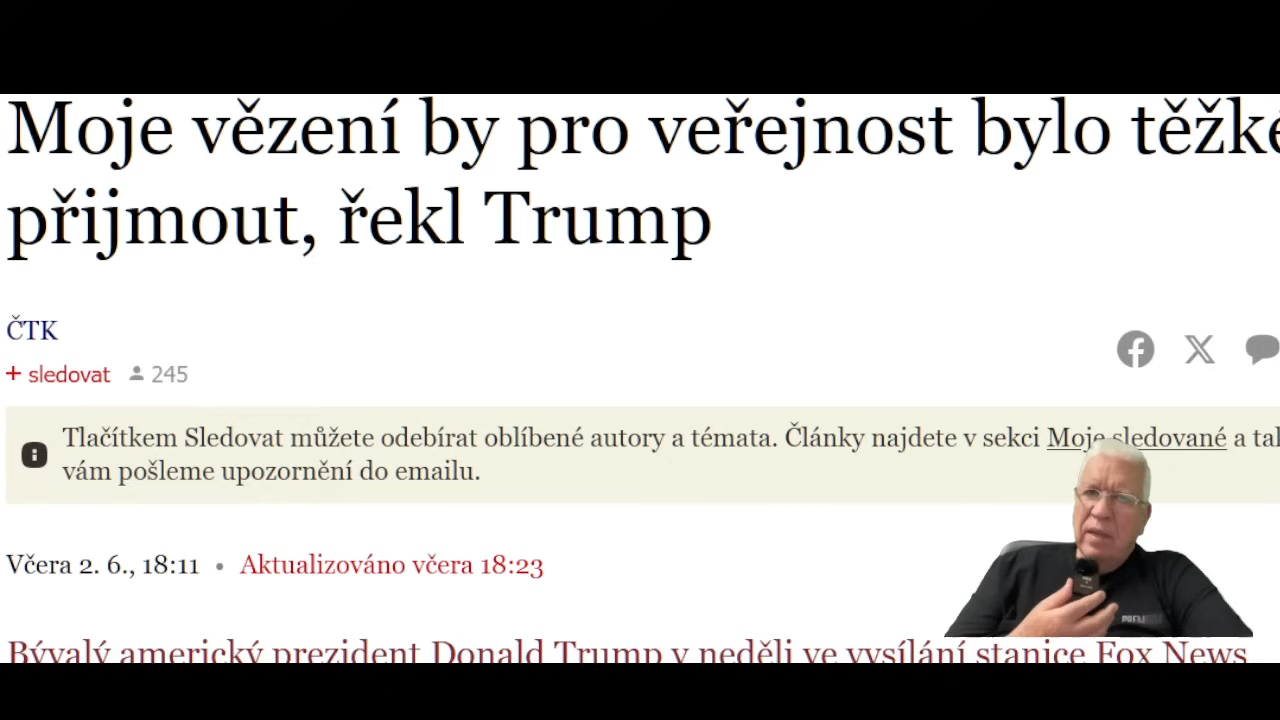 Moje vězení by pro veřejnost bylo těžké
přijmout, řekl Trump
ČTK
+ sledovat 245
Tlačítkem Sledovat můžete odebírat oblíbené autory a témata. Články najdete v sekci Moje sledované a
vám pošleme upozornění do emailu.
Včera 2. 6., 18:11 • Aktualizováno včera 18:23
Bývalý americký prezident Donald Trump v neděli ve vysílání stanice Fox News